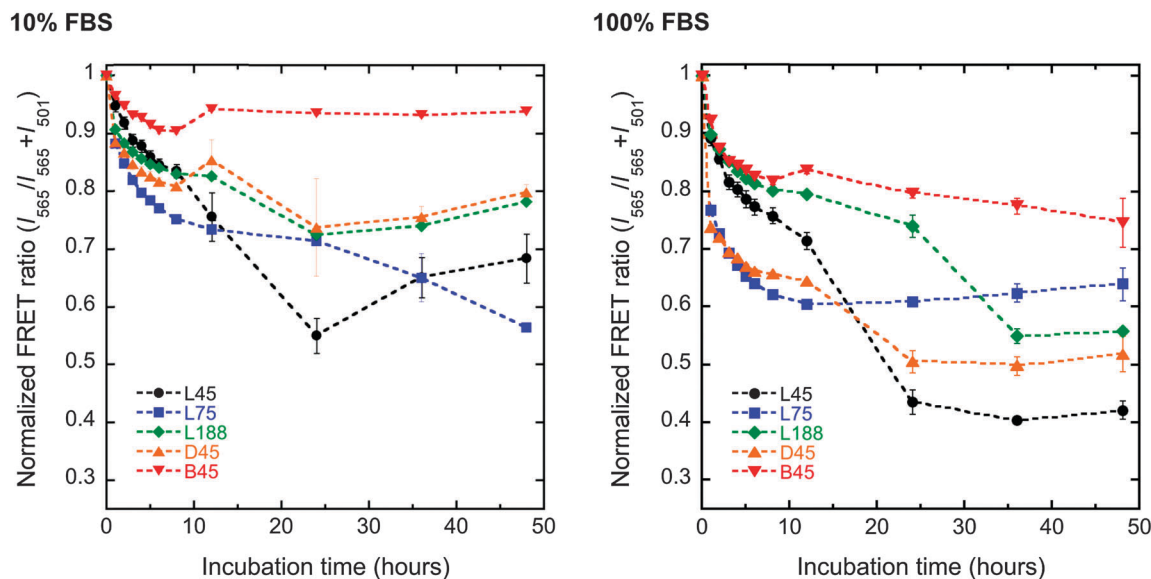 10% FBS
Normalized FRET ratio (I565/I565+I501)
1
0.9
0.8
0.7
0.6
0.5
0.4
0.3
L45
L75
L188
D45
B45
0 10 20 30 40 50
Incubation time (hours)
100% FBS
Normalized FRET ratio (I565/I565+I501)
1
0.9
0.8
0.7
0.6
0.5
0.4
0.3
L45
L75
L188
D45
B45
0 10 20 30 40 50
Incubation time (hours)